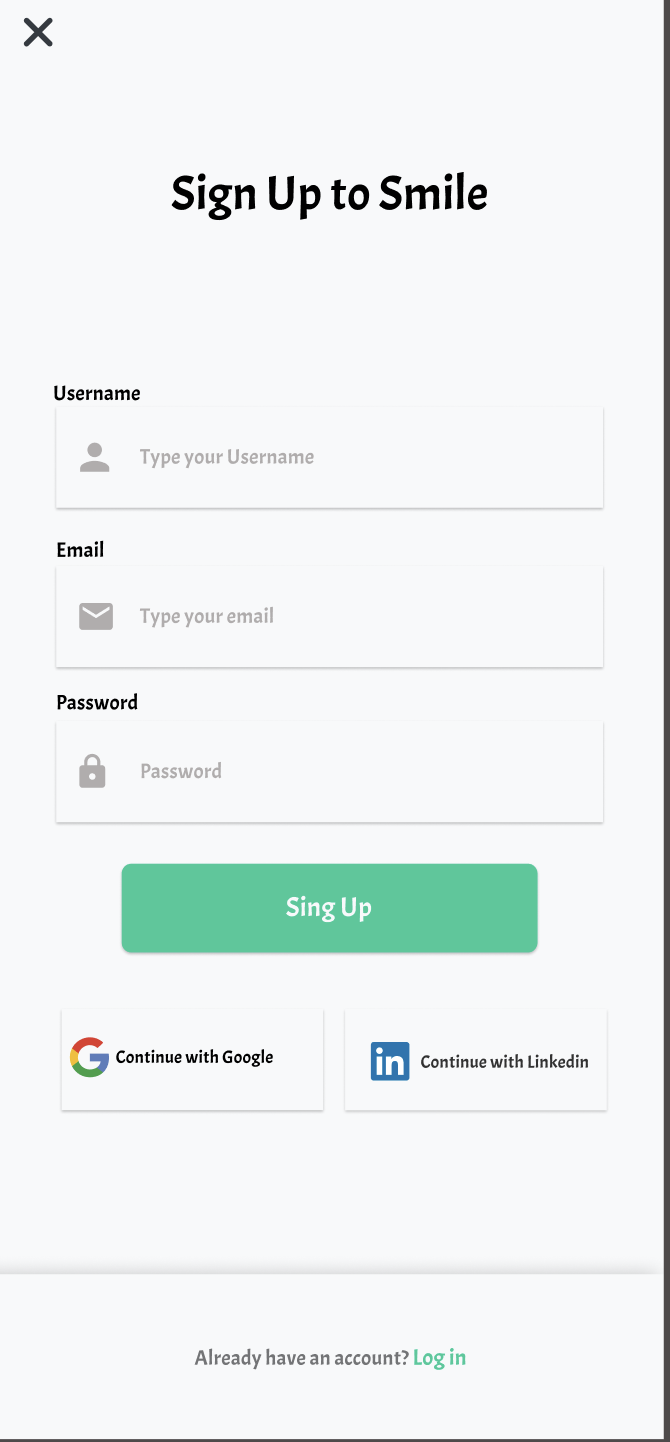 Sign Up to Smile
Username
Type your Username
Email
Type your email
Password
Password
Sing Up
Continue with Google
in Continue with Linkedin
Already have an account? Log in